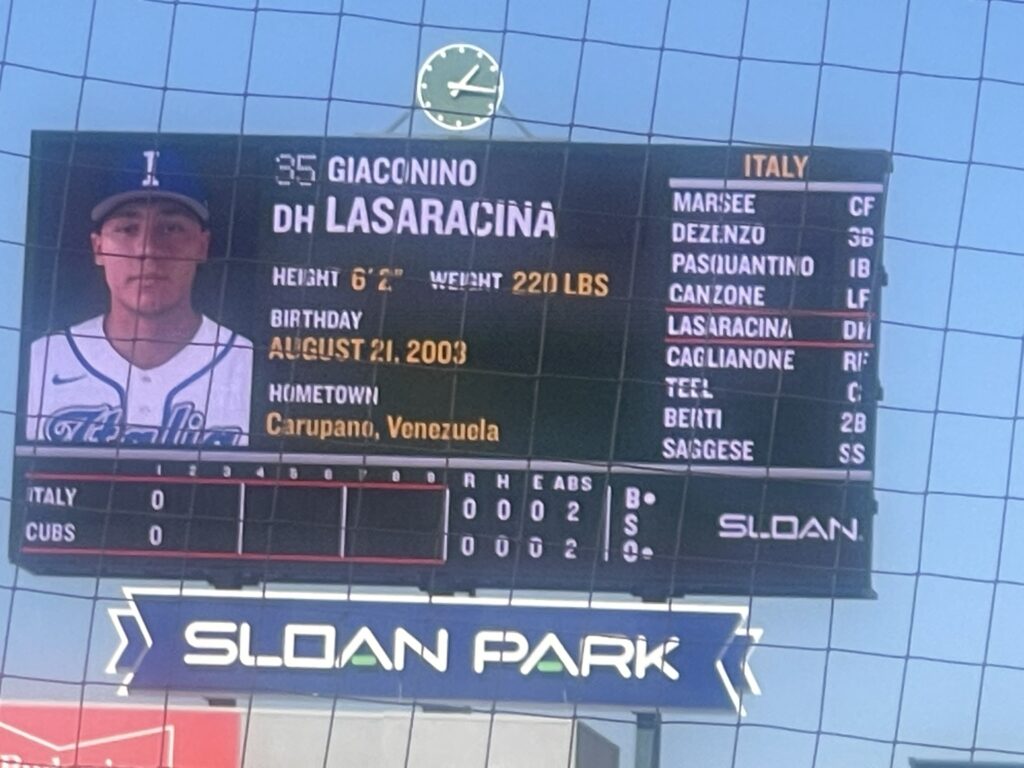 I
Italia
35 GIACONINO
DH LASARACINA
HEIGHT 6' 2" WEIGHT 220 LBS
BIRTHDAY
AUGUST 21, 2003
HOMETOWN
Carupano, Venezuela
ITALY
MARSEE CF
DEZENZO 3B
PASQUANTINO 1B
CANZONE LF
LASARACINA DH
CAGLIANONE RF
TEEL C
BERTI 2B
SAGGESE SS
1 2 3 4 5 6 7 8 9 R H E ABS
ITALY 0 0 0 0 2
CUBS 0 0 0 0 2
B
S
O
SLOAN
SLOAN PARK
Budweiser